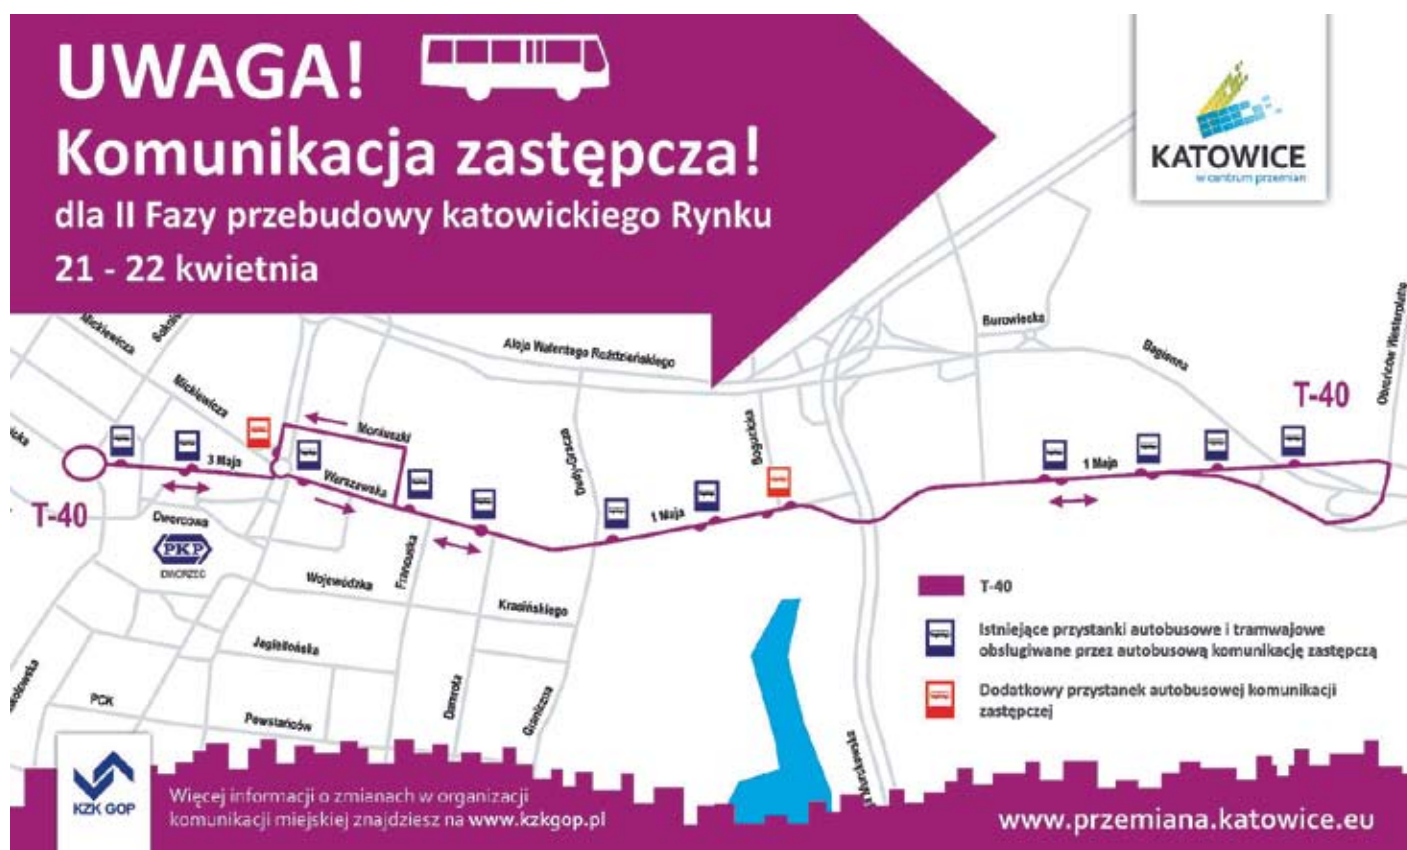 UWAGA!
Komunikacja zastępcza!
dla II Fazy przebudowy katowickiego Rynku
21 - 22 kwietnia
KATOWICE
w centrum przemian
Mickiewicza
Aleja Walentego Roździeńskiego
Burowiecka
Bagienna
Obrońców Westerplatte
Mickiewicza
T-40
Moniuszki
Dudy-Gracza
Bogucicka
3 Maja
1 Maja
Warszawska
T-40
1 Maja
Dworcowa
PKP
DWORZEC
Francuska
Wojewódzka
T-40
Krasińskiego
Istniejące przystanki autobusowe i tramwajowe
obsługiwane przez autobusową komunikację zastępczą
Jagiellońska
Dodatkowy przystanek autobusowej komunikacji
zastępczej
PCK
Damrota
Graniczna
Powstańców
KZK GOP
Więcej informacji o zmianach w organizacji
komunikacji miejskiej znajdziesz na www.kzkgop.pl
www.przemiana.katowice.eu